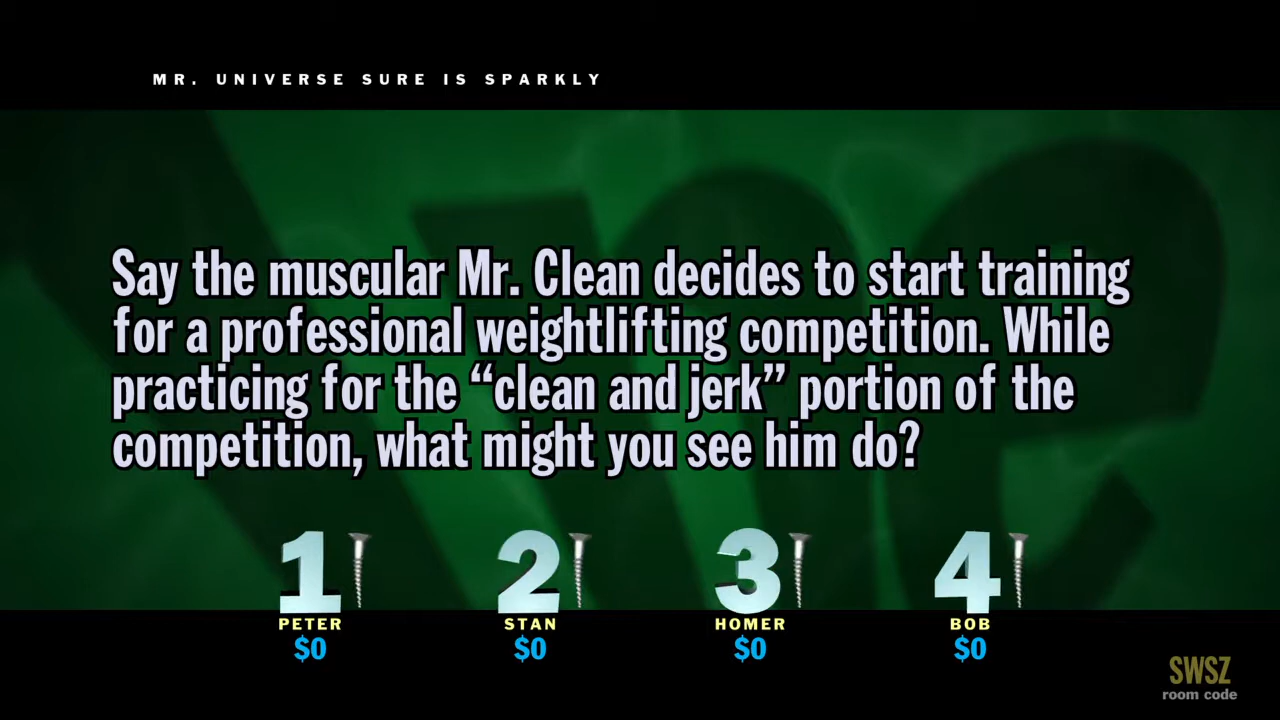 MR. UNIVERSE SURE IS SPARKLY
Say the muscular Mr. Clean decides to start training
for a professional weightlifting competition. While
practicing for the “clean and jerk” portion of the
competition, what might you see him do?
1 2 3 4
PETER STAN HOMER BOB
$0 $0 $0 $0
SWSZ
room code